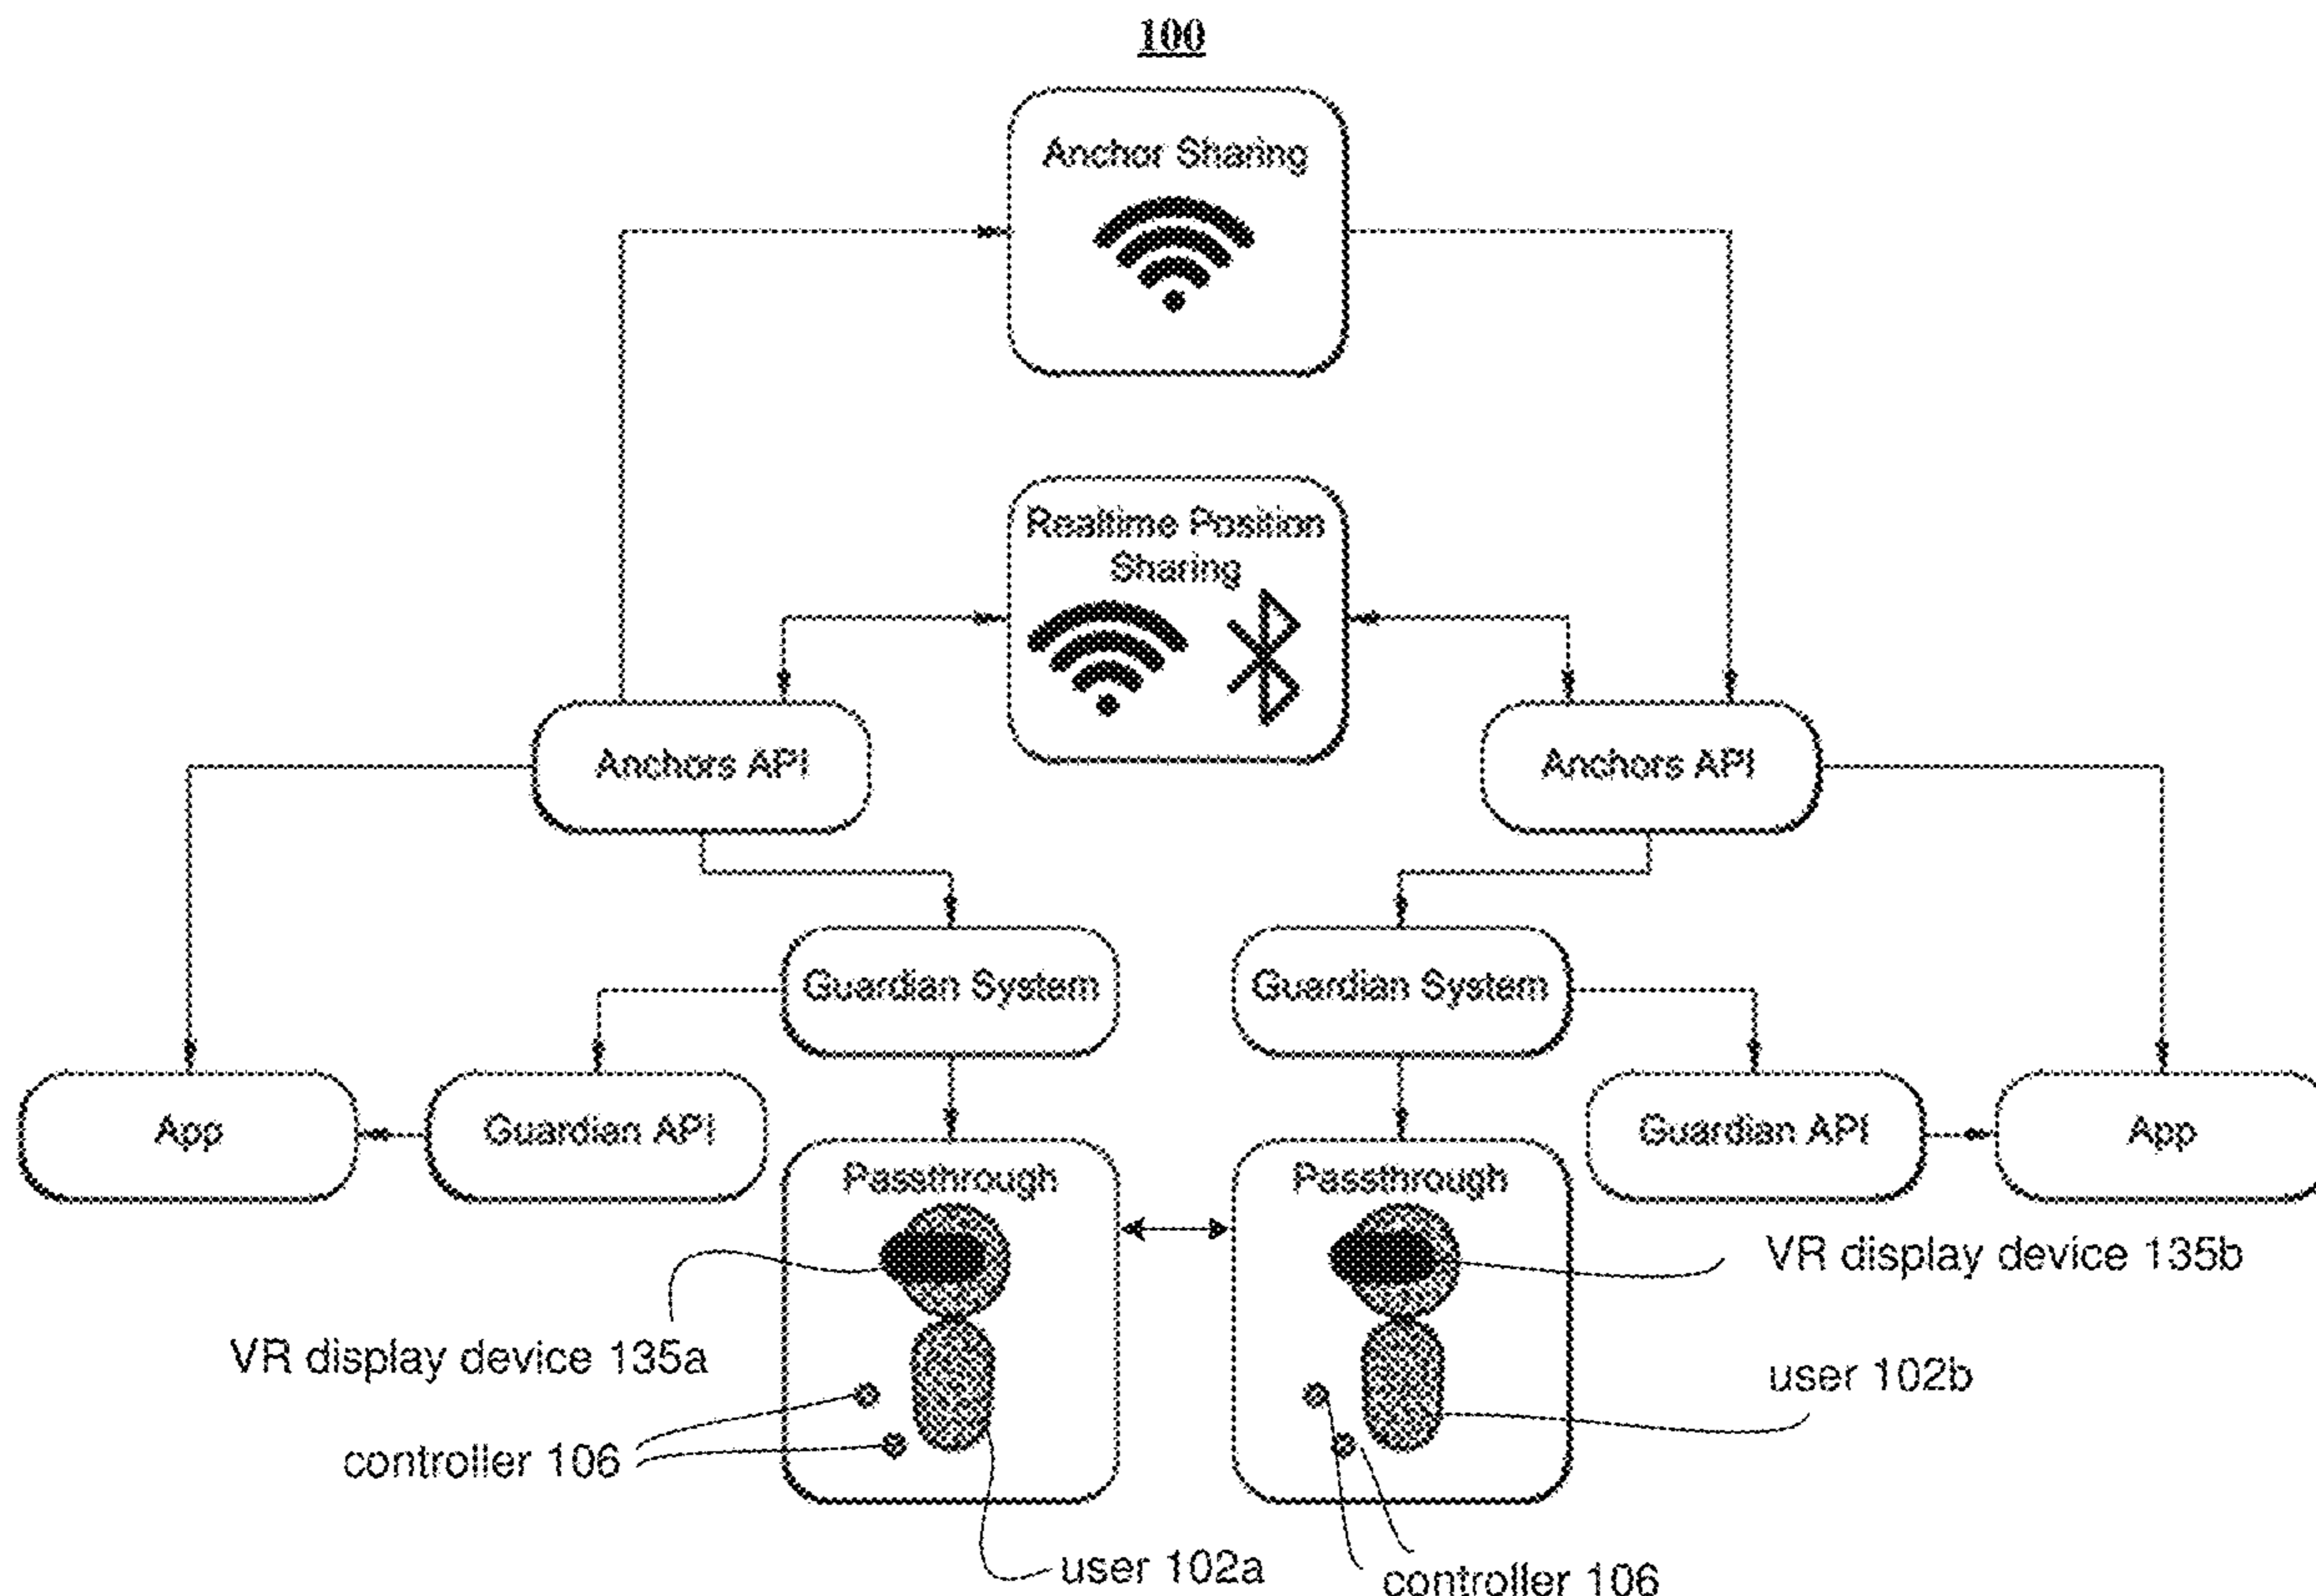 100
Anchor Sharing
Realtime Position
Sharing
Anchors API
Anchors API
Guardian System
Guardian System
App
Guardian API
Guardian API
App
Passthrough
Passthrough
VR display device 135b
VR display device 135a
user 102b
controller 106
user 102a
controller 106